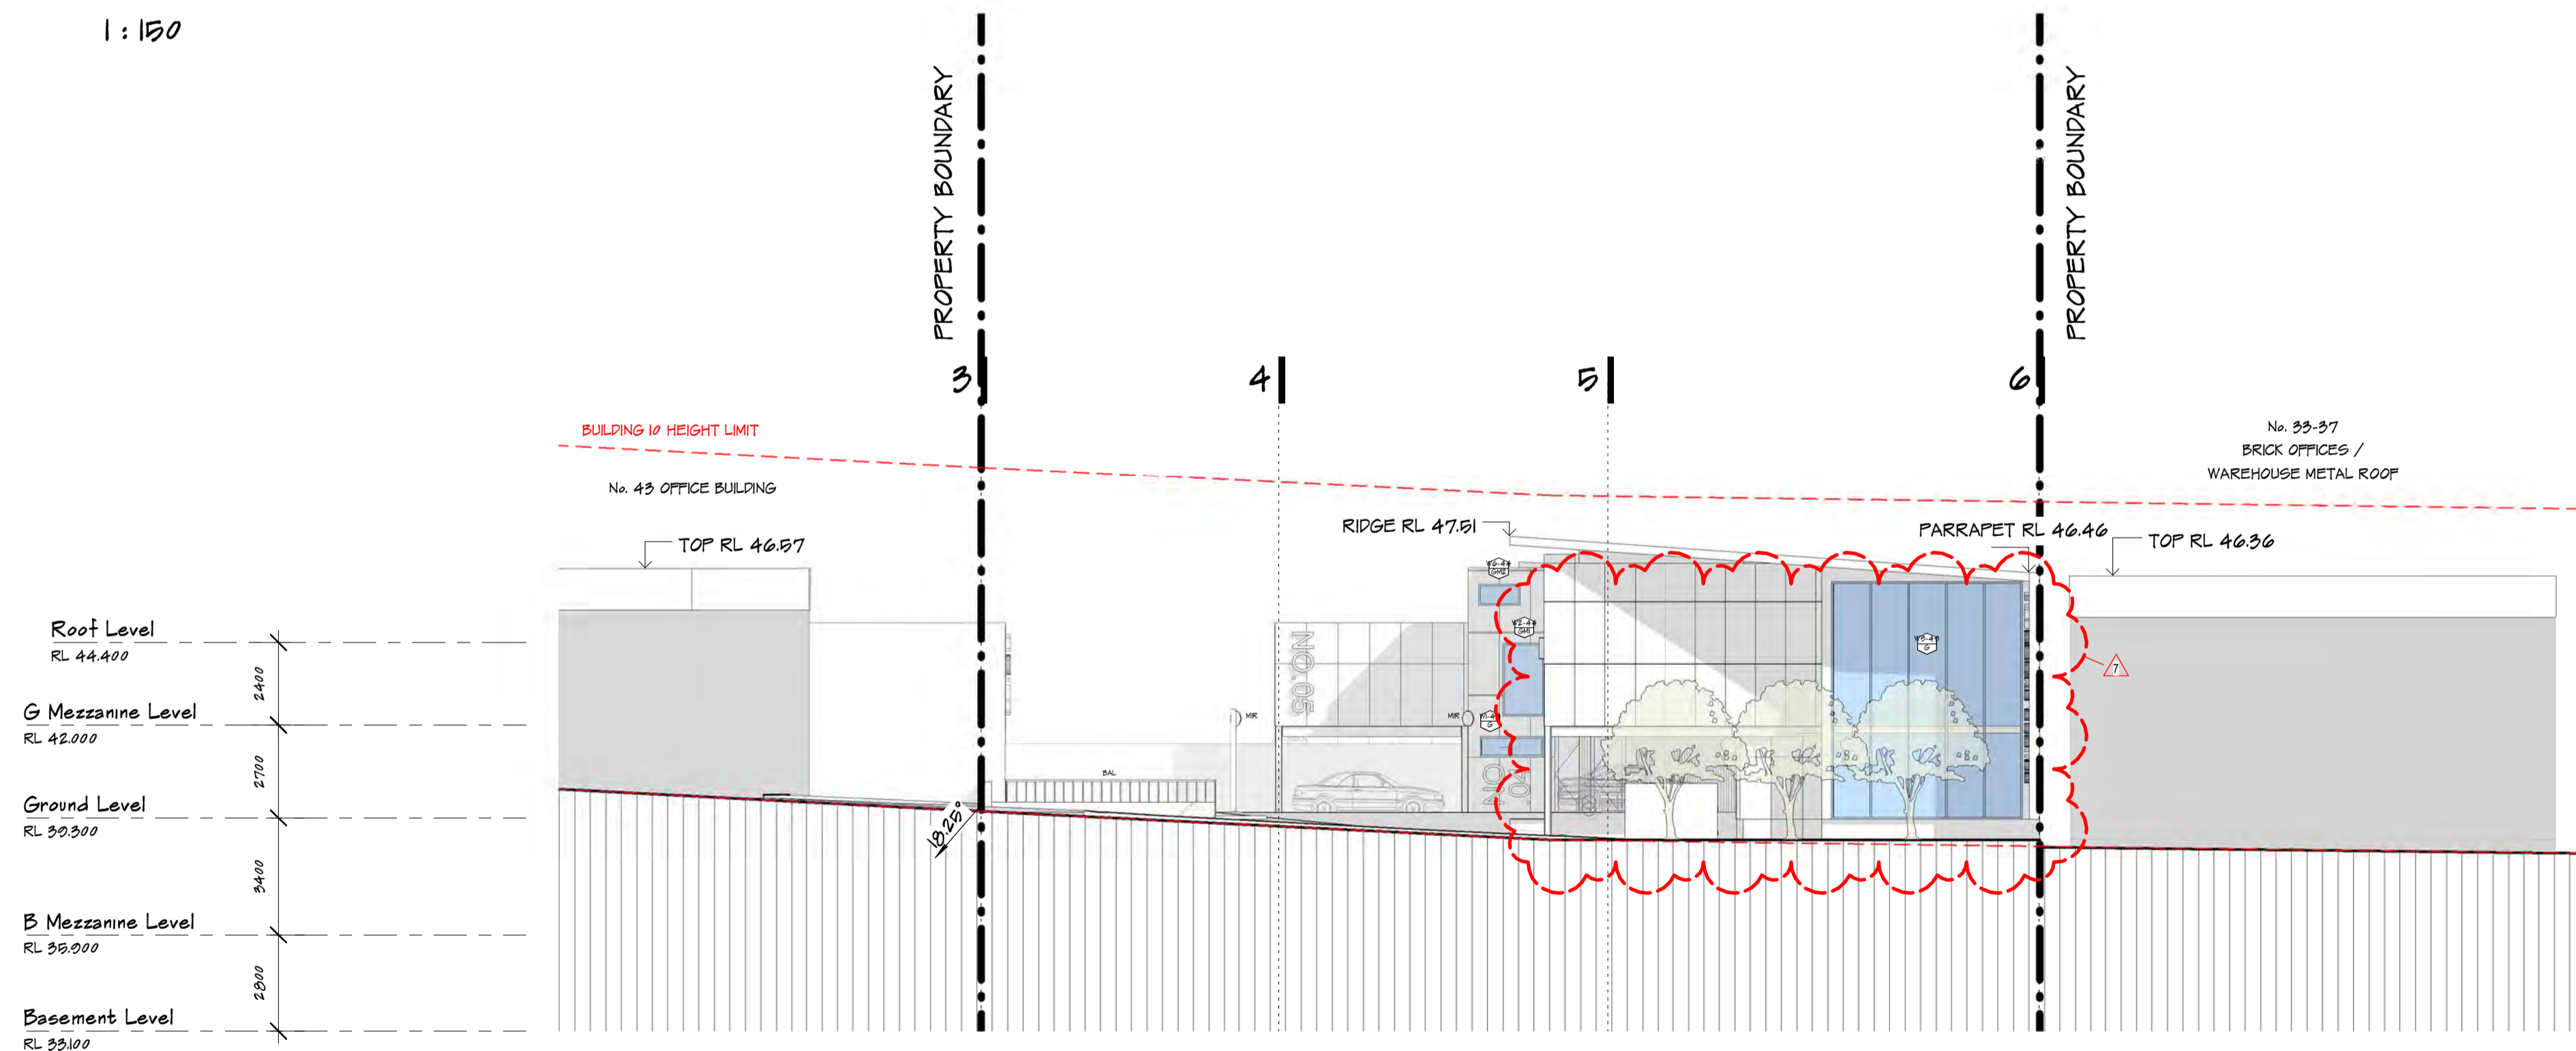 1 : 150
PROPERTY BOUNDARY
PROPERTY BOUNDARY
3
4
5
6
BUILDING 10 HEIGHT LIMIT
No. 43 OFFICE BUILDING
No. 33-37
BRICK OFFICES /
WAREHOUSE METAL ROOF
TOP RL 46.57
RIDGE RL 47.51
PARRAPET RL 46.46
TOP RL 46.36
Roof Level
RL 44.400
2400
G Mezzanine Level
RL 42.000
2700
Ground Level
RL 39.300
3400
B Mezzanine Level
RL 35.900
2800
Basement Level
RL 33.100
18.25°
BAL
MIR
NO.05
MIR
GM2
GM1
G
NO
G
7